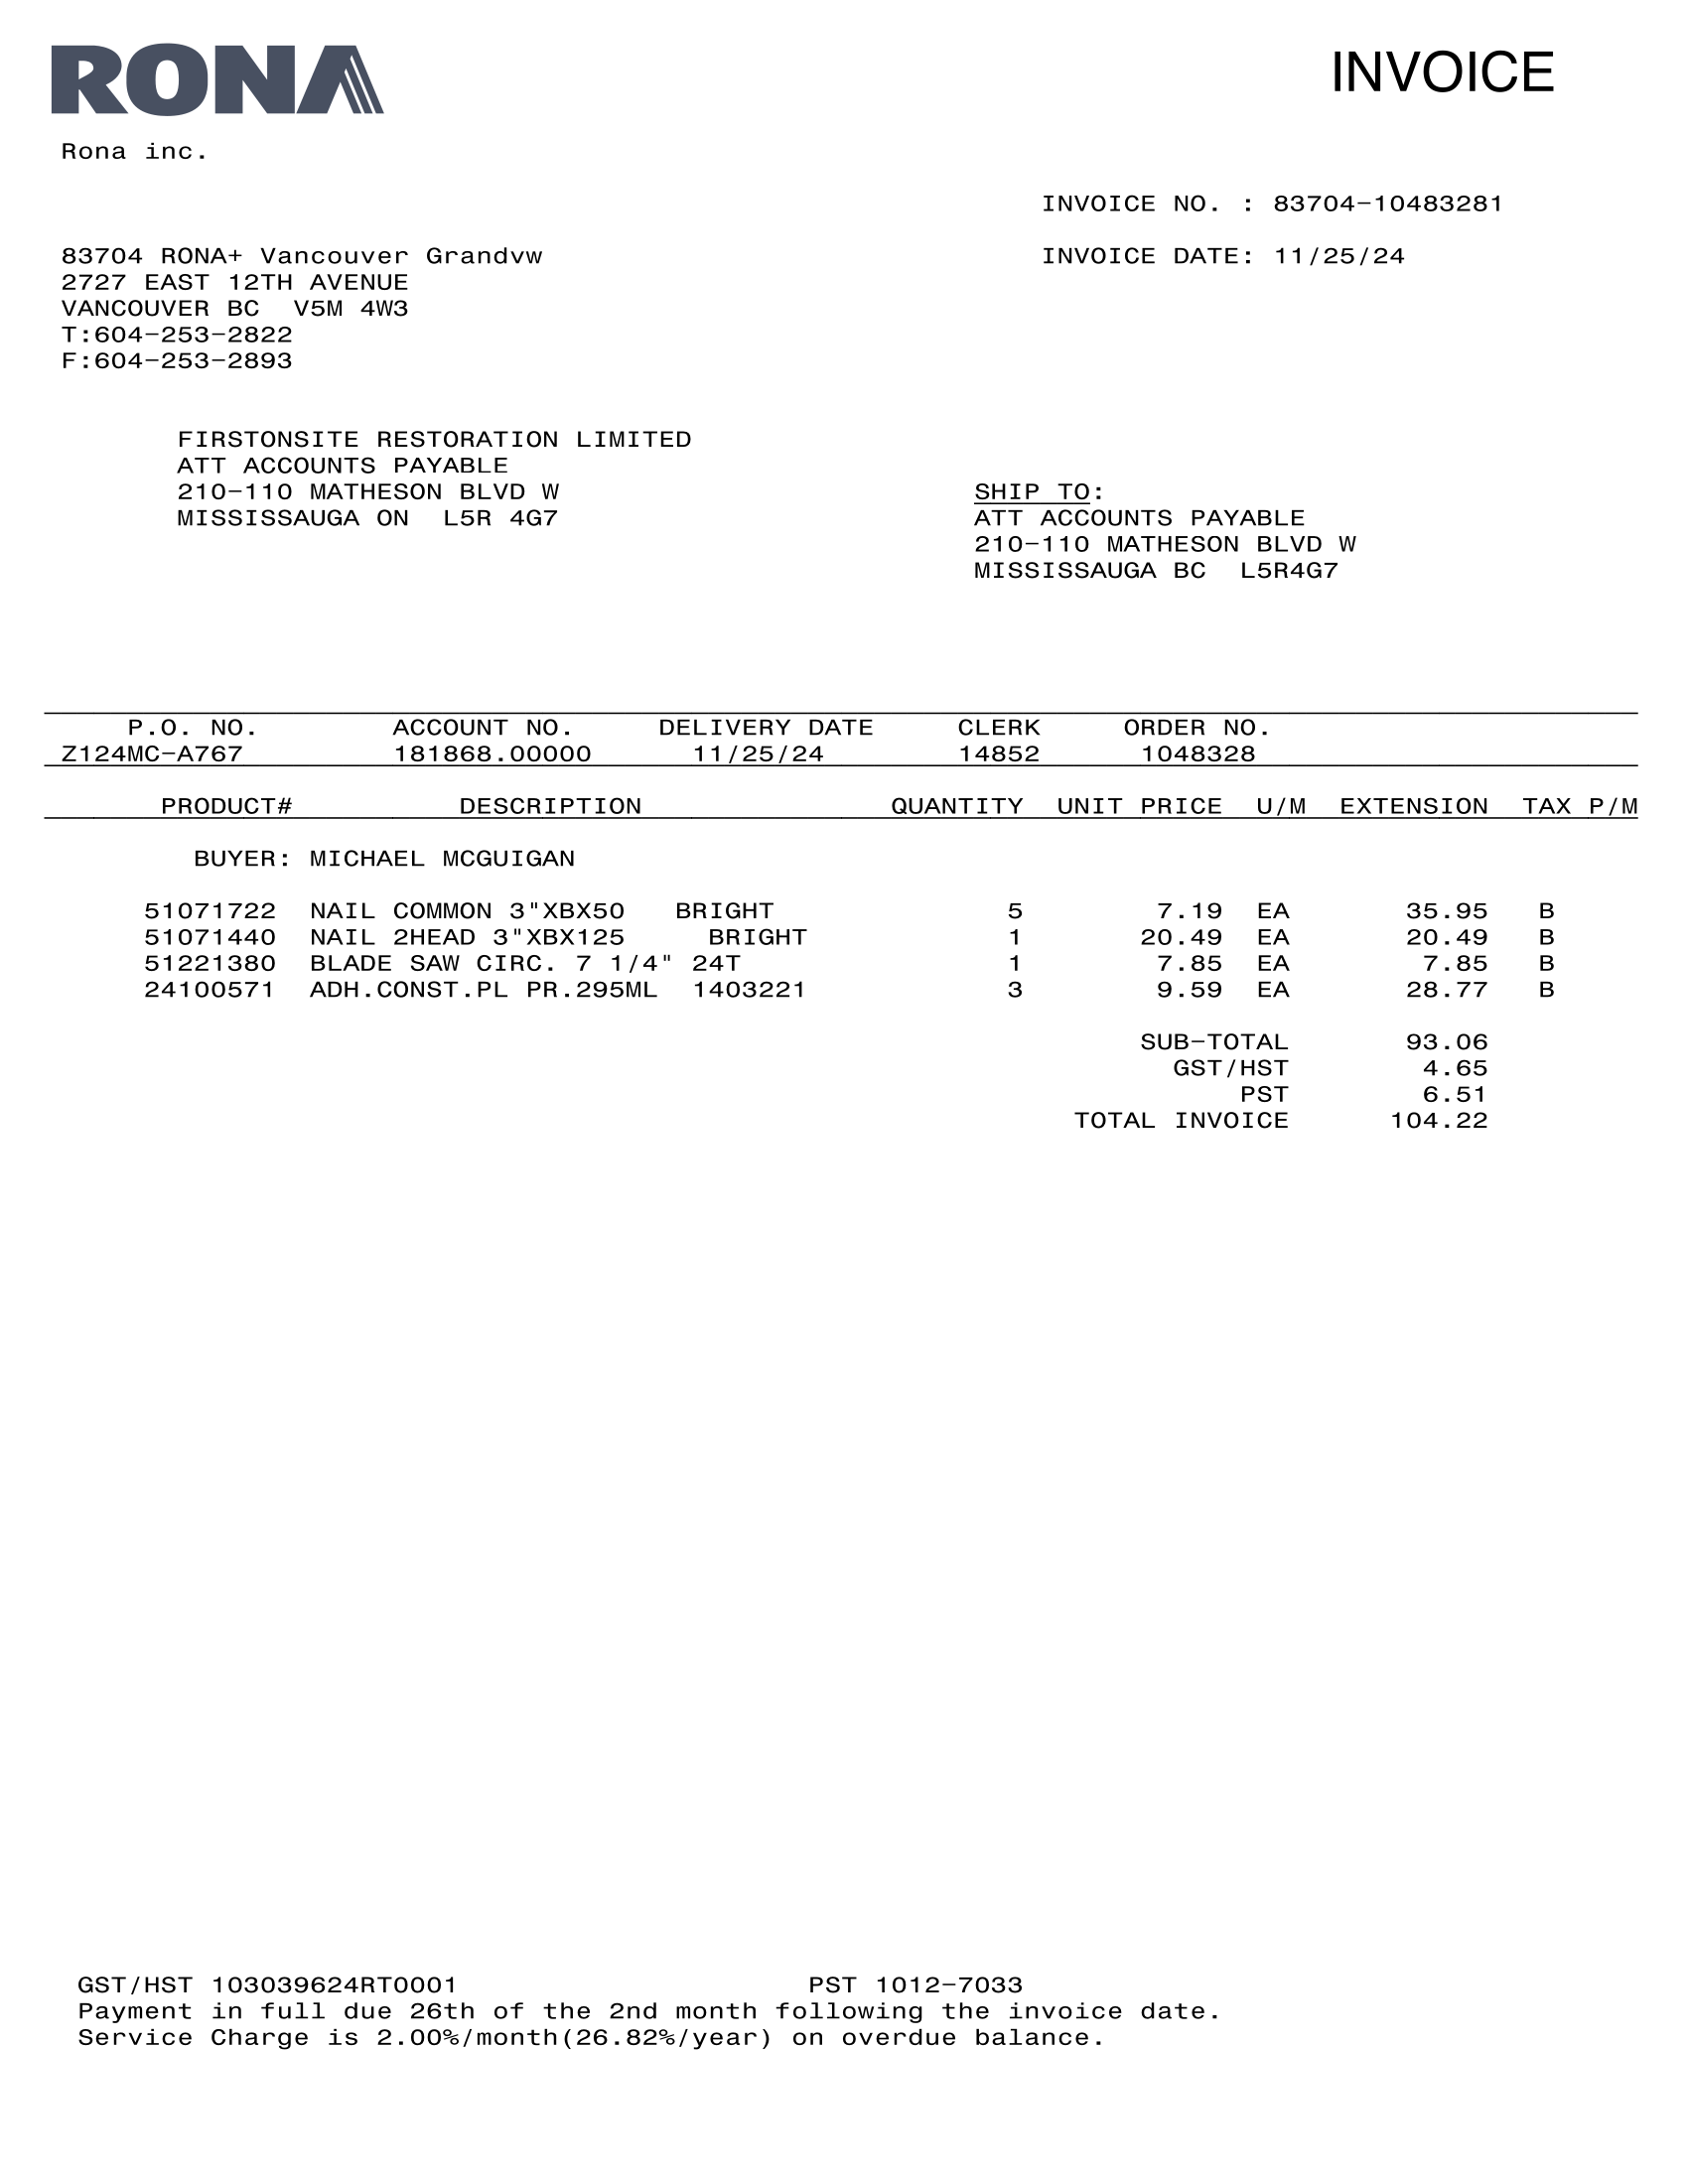 RONA
INVOICE
Rona inc.
INVOICE NO. : 83704-10483281
83704 RONA+ Vancouver Grandvw
INVOICE DATE: 11/25/24
2727 EAST 12TH AVENUE
VANCOUVER BC  V5M 4W3
T:604-253-2822
F:604-253-2893
FIRSTONSITE RESTORATION LIMITED
ATT ACCOUNTS PAYABLE
210-110 MATHESON BLVD W
MISSISSAUGA ON  L5R 4G7
SHIP TO:
ATT ACCOUNTS PAYABLE
210-110 MATHESON BLVD W
MISSISSAUGA BC  L5R4G7
P.O. NO. ACCOUNT NO. DELIVERY DATE CLERK ORDER NO.
Z124MC-A767 181868.00000 11/25/24 14852 1048328
PRODUCT# DESCRIPTION QUANTITY UNIT PRICE U/M EXTENSION TAX P/M
BUYER: MICHAEL MCGUIGAN
51071722 NAIL COMMON 3"XBX50 BRIGHT 5 7.19 EA 35.95 B
51071440 NAIL 2HEAD 3"XBX125 BRIGHT 1 20.49 EA 20.49 B
51221380 BLADE SAW CIRC. 7 1/4" 24T 1 7.85 EA 7.85 B
24100571 ADH.CONST.PL PR.295ML 1403221 3 9.59 EA 28.77 B
SUB-TOTAL 93.06
GST/HST 4.65
PST 6.51
TOTAL INVOICE 104.22
GST/HST 103039624RT0001 PST 1012-7033
Payment in full due 26th of the 2nd month following the invoice date.
Service Charge is 2.00%/month(26.82%/year) on overdue balance.